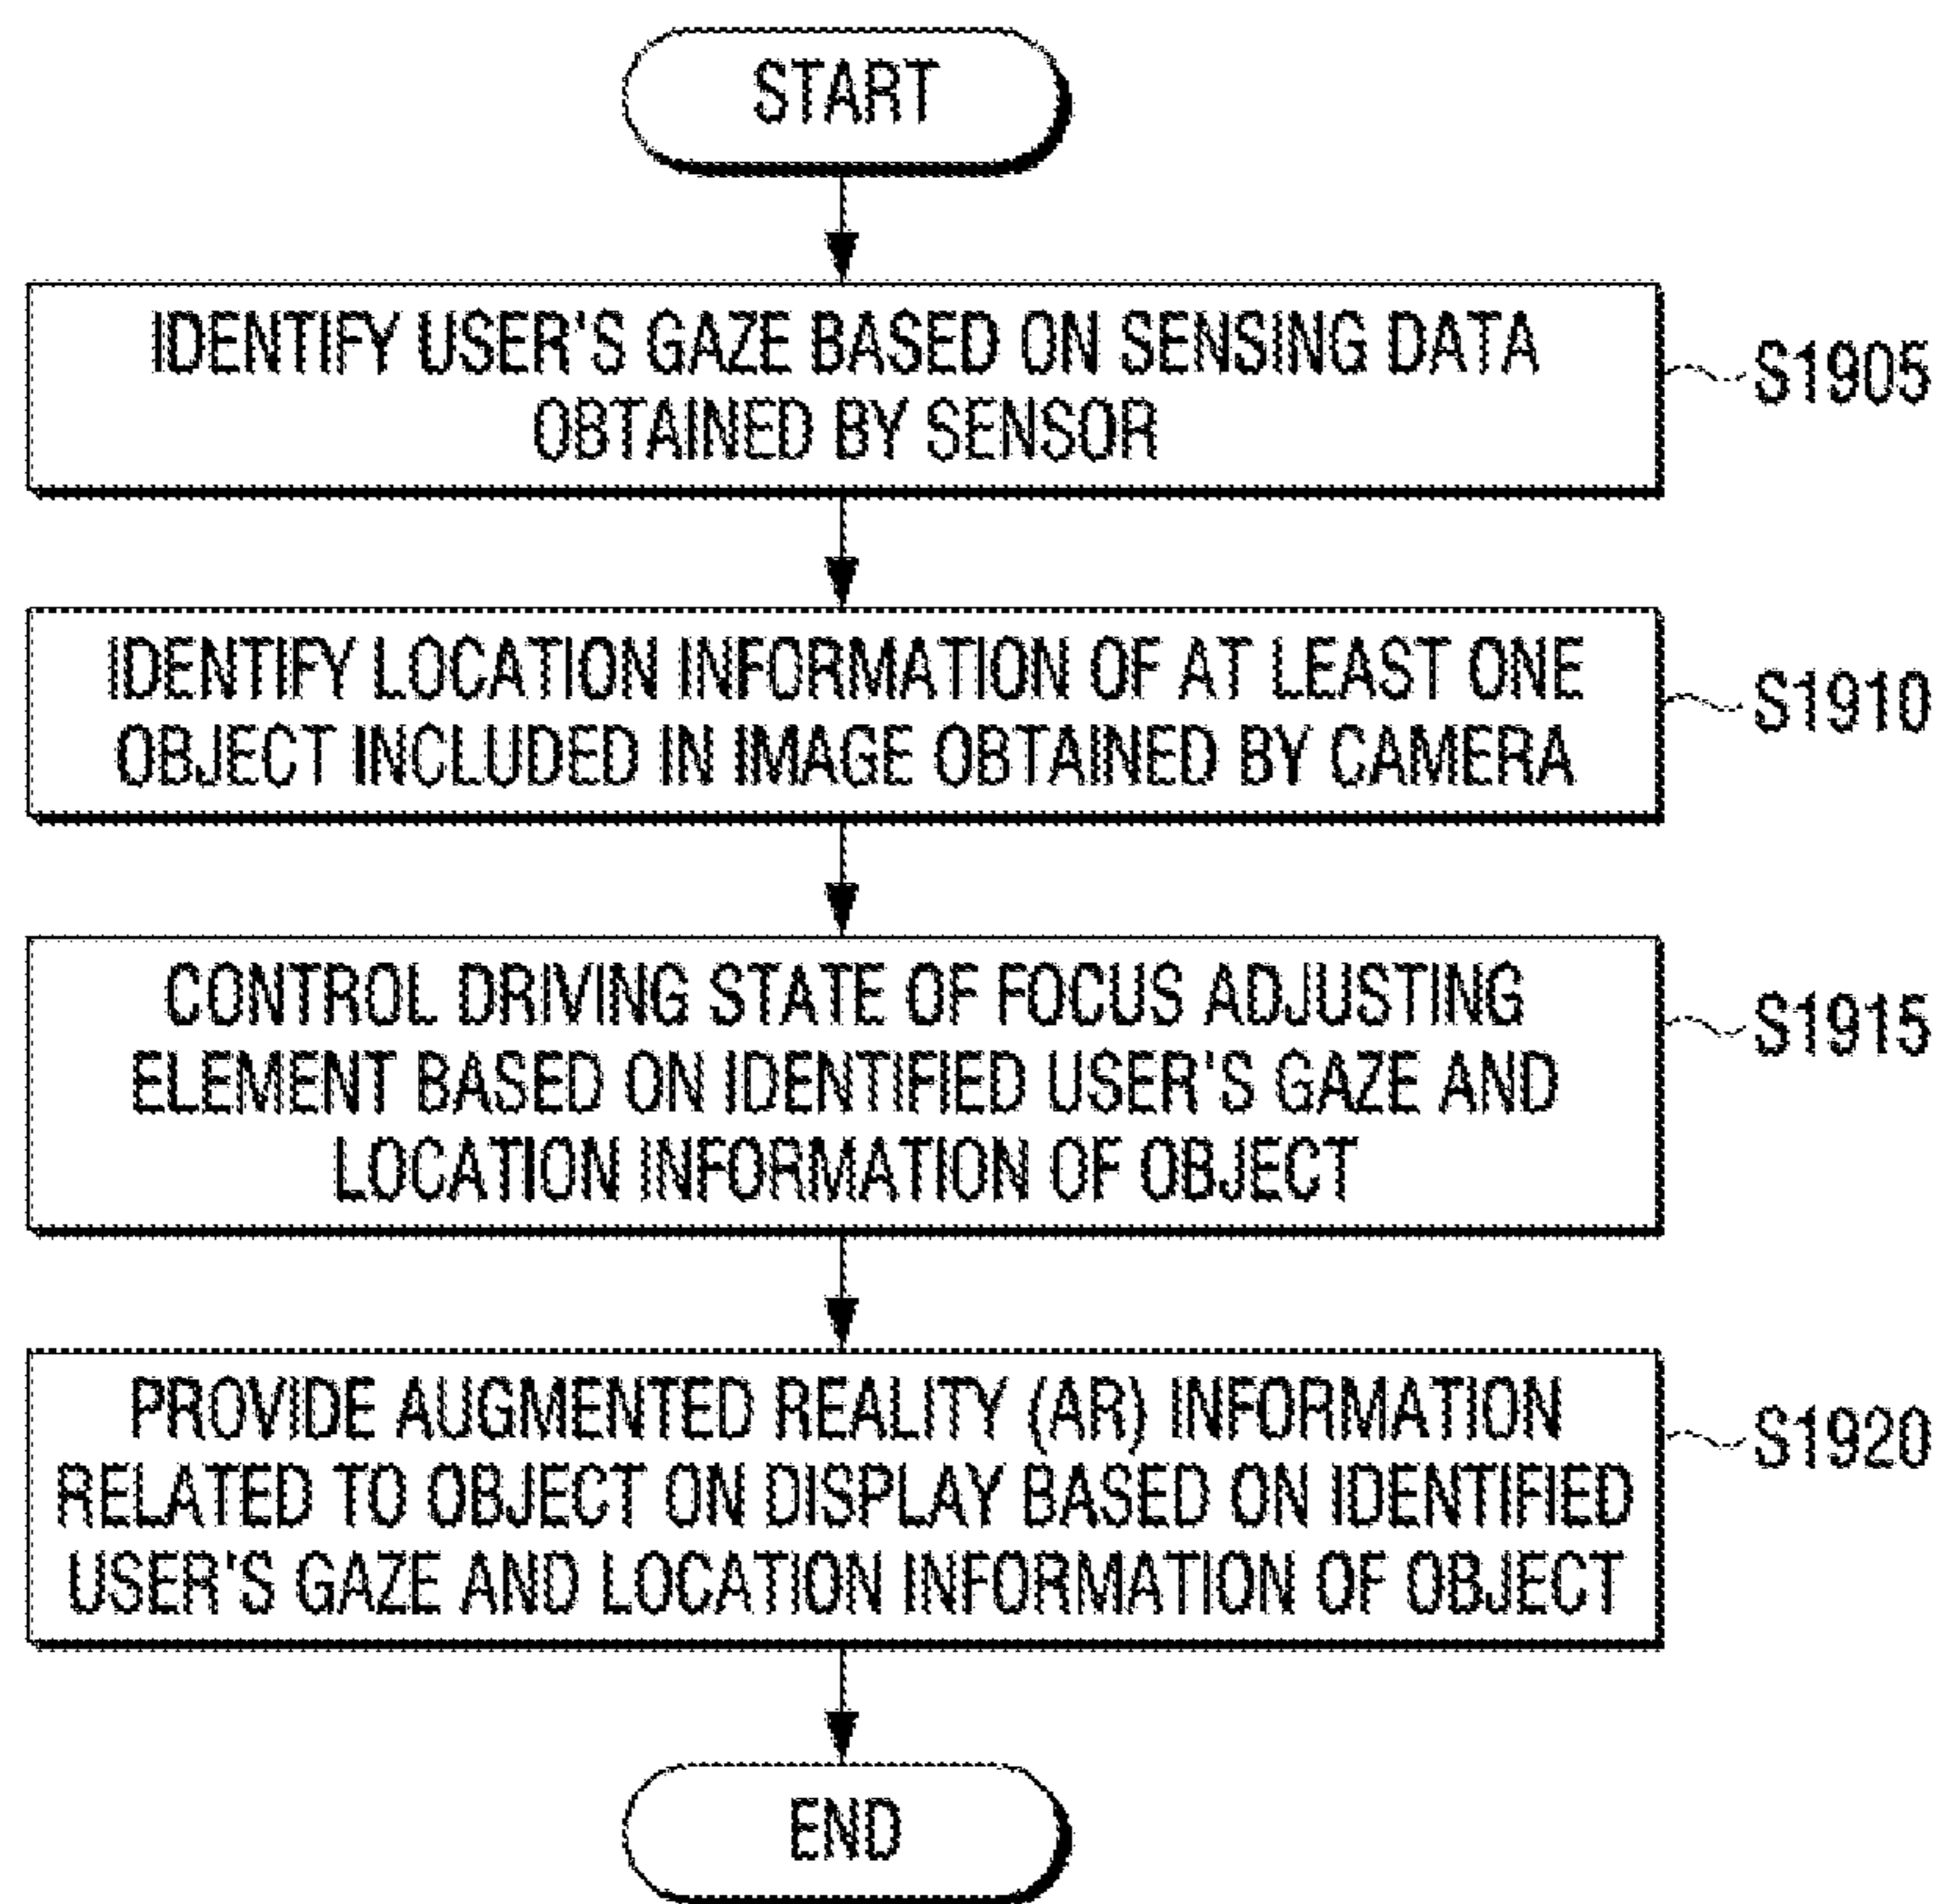 START
IDENTIFY USER'S GAZE BASED ON SENSING DATA
OBTAINED BY SENSOR
S1905
IDENTIFY LOCATION INFORMATION OF AT LEAST ONE
OBJECT INCLUDED IN IMAGE OBTAINED BY CAMERA
S1910
CONTROL DRIVING STATE OF FOCUS ADJUSTING
ELEMENT BASED ON IDENTIFIED USER'S GAZE AND
LOCATION INFORMATION OF OBJECT
S1915
PROVIDE AUGMENTED REALITY (AR) INFORMATION
RELATED TO OBJECT ON DISPLAY BASED ON IDENTIFIED
USER'S GAZE AND LOCATION INFORMATION OF OBJECT
S1920
END